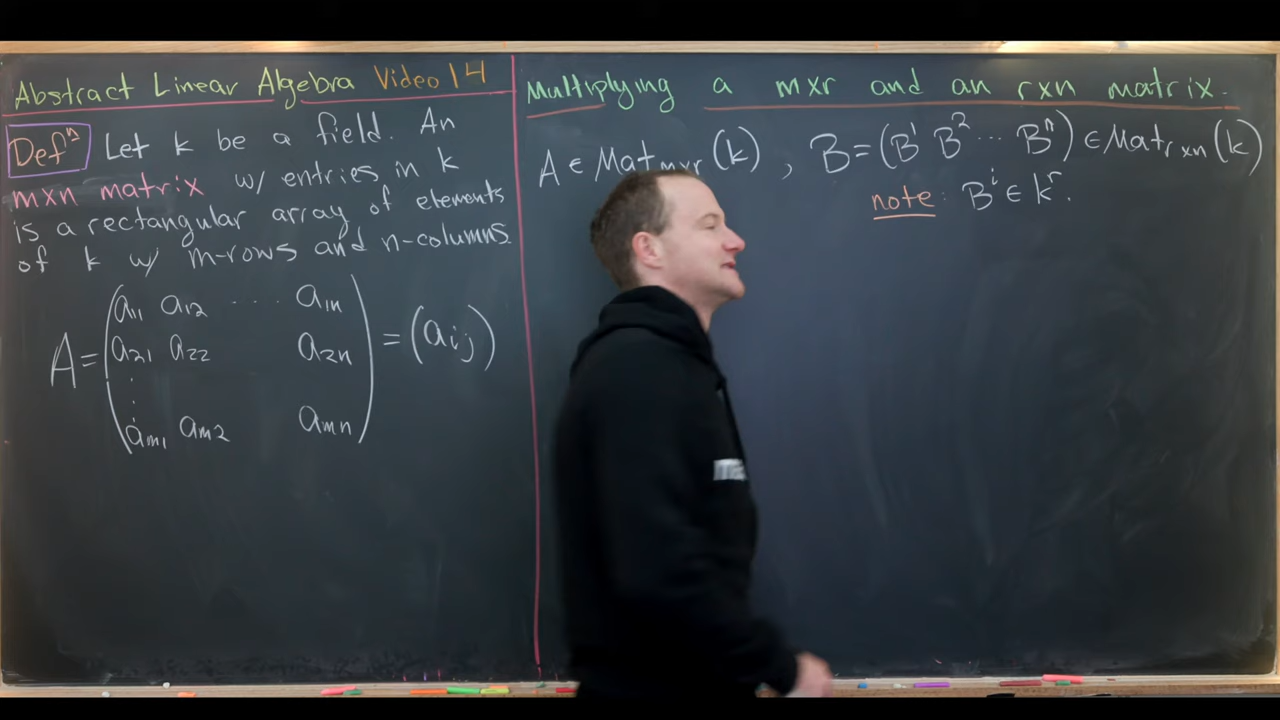 Abstract Linear Algebra Video 14
Defⁿ Let k be a field. An
mxn matrix w/ entries in k
is a rectangular array of elements
of k w/ m-rows and n-columns.
A = ( a₁₁ a₁₂ .... a₁ₙ
a₂₁ a₂₂ a₂ₙ
⋮
aₘ₁ aₘ₂ aₘₙ ) = (aᵢⱼ)
Multiplying a mxr and an rxn matrix.
A ∈ Matₘₓᵣ(k), B = (B¹ B² ... Bⁿ) ∈ Matᵣₓₙ(k)
note: Bⁱ ∈ kʳ.